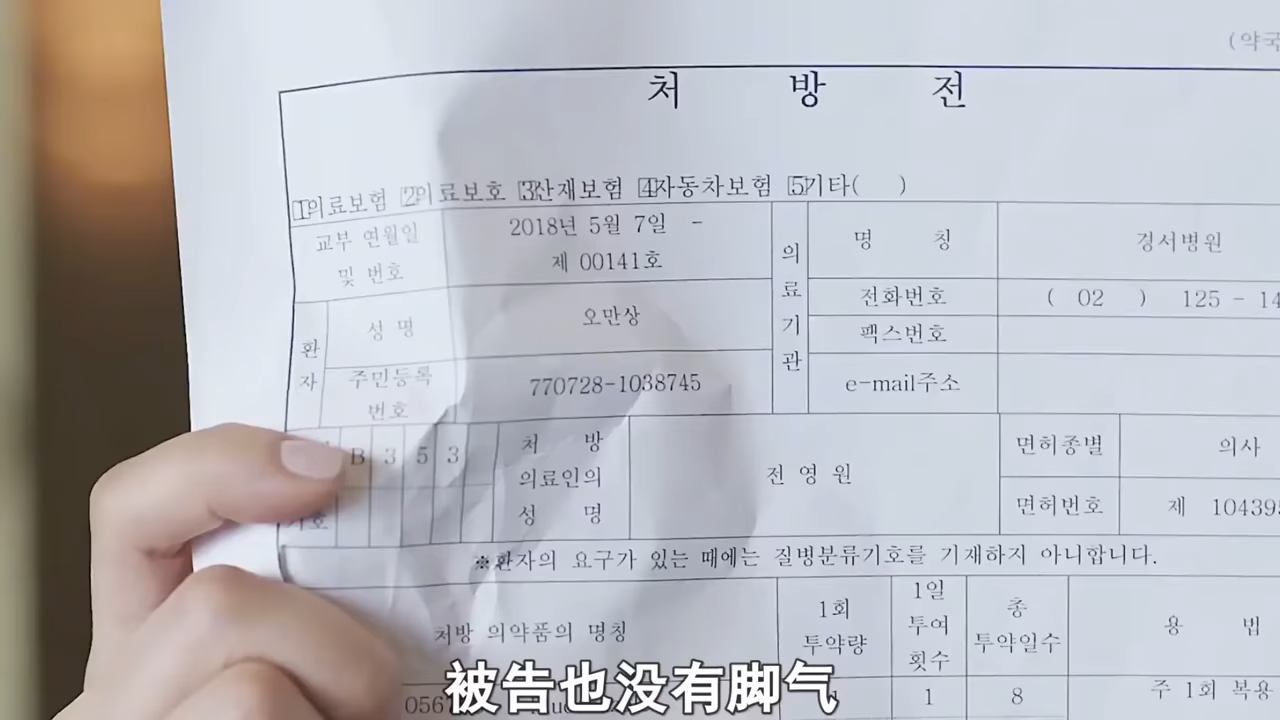 (약국
처 방 전
1의료보험 2의료보호 3산재보험 4자동차보험 5기타( )
교부 연월일
및 번호
2018년 5월 7일 -
제 00141호
의료기관
명 칭
경서병원
전화번호
( 02 ) 125 - 14
팩스번호
e-mail주소
환자
성 명
오만상
주민등록
번호
770728-1038745
B 3 5 3
처 방
의료인의
성 명
전 영 원
면허종별
의사
면허번호
제 104395
※환자의 요구가 있는 때에는 질병분류기호를 기재하지 아니합니다.
처방 의약품의 명칭
1회
투약량
1일
투여
횟수
총
투약일수
용 법
056
1
8
주 1회 복용
被告也没有脚气